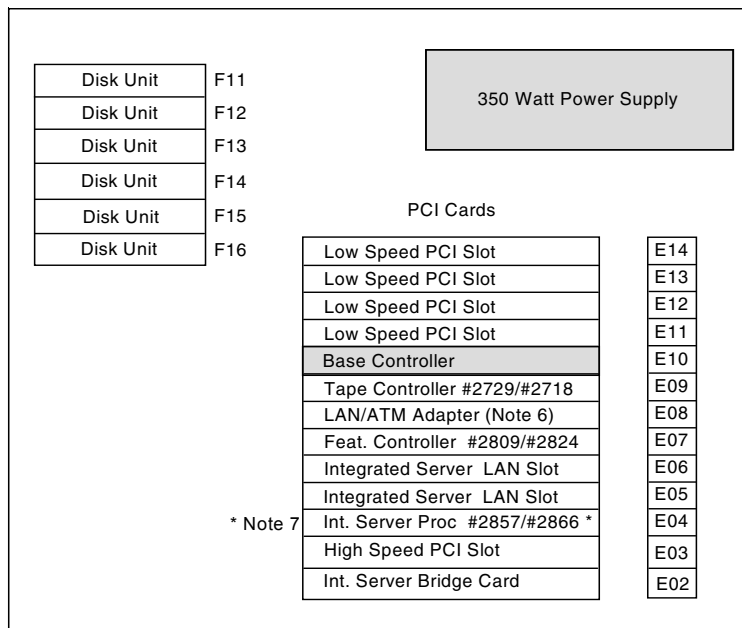 Disk Unit F11
Disk Unit F12
Disk Unit F13
Disk Unit F14
Disk Unit F15
Disk Unit F16
350 Watt Power Supply
PCI Cards
Low Speed PCI Slot E14
Low Speed PCI Slot E13
Low Speed PCI Slot E12
Low Speed PCI Slot E11
Base Controller E10
Tape Controller #2729/#2718 E09
LAN/ATM Adapter (Note 6) E08
Feat. Controller #2809/#2824 E07
Integrated Server LAN Slot E06
Integrated Server LAN Slot E05
* Note 7 Int. Server Proc #2857/#2866 * E04
High Speed PCI Slot E03
Int. Server Bridge Card E02